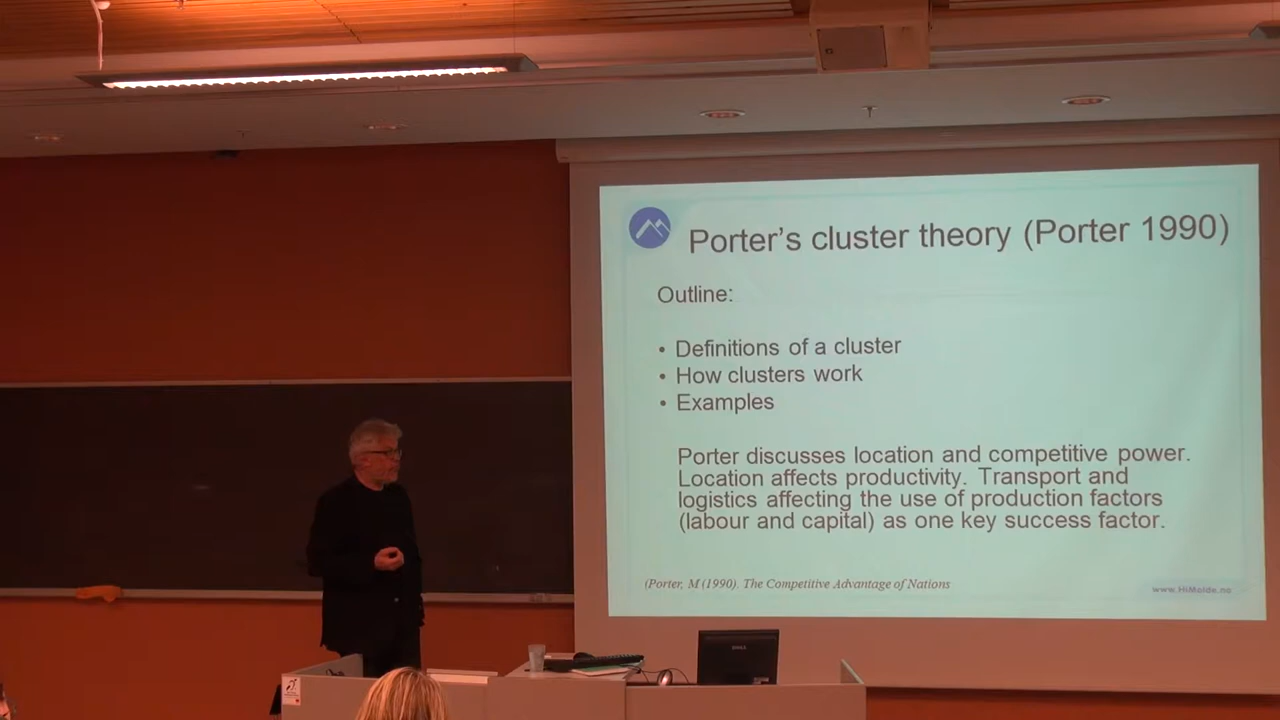 Porter's cluster theory (Porter 1990)
Outline:
• Definitions of a cluster
• How clusters work
• Examples
Porter discusses location and competitive power.
Location affects productivity. Transport and
logistics affecting the use of production factors
(labour and capital) as one key success factor.
(Porter, M (1990). The Competitive Advantage of Nations
www.HiMolde.no
DELL